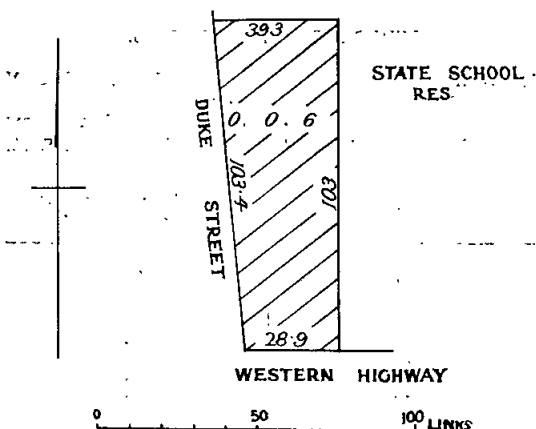 393
STATE SCHOOL
RES
DUKE STREET
0. 0. 6
103·4
103
28·9
WESTERN HIGHWAY
0 50 100 LINKS